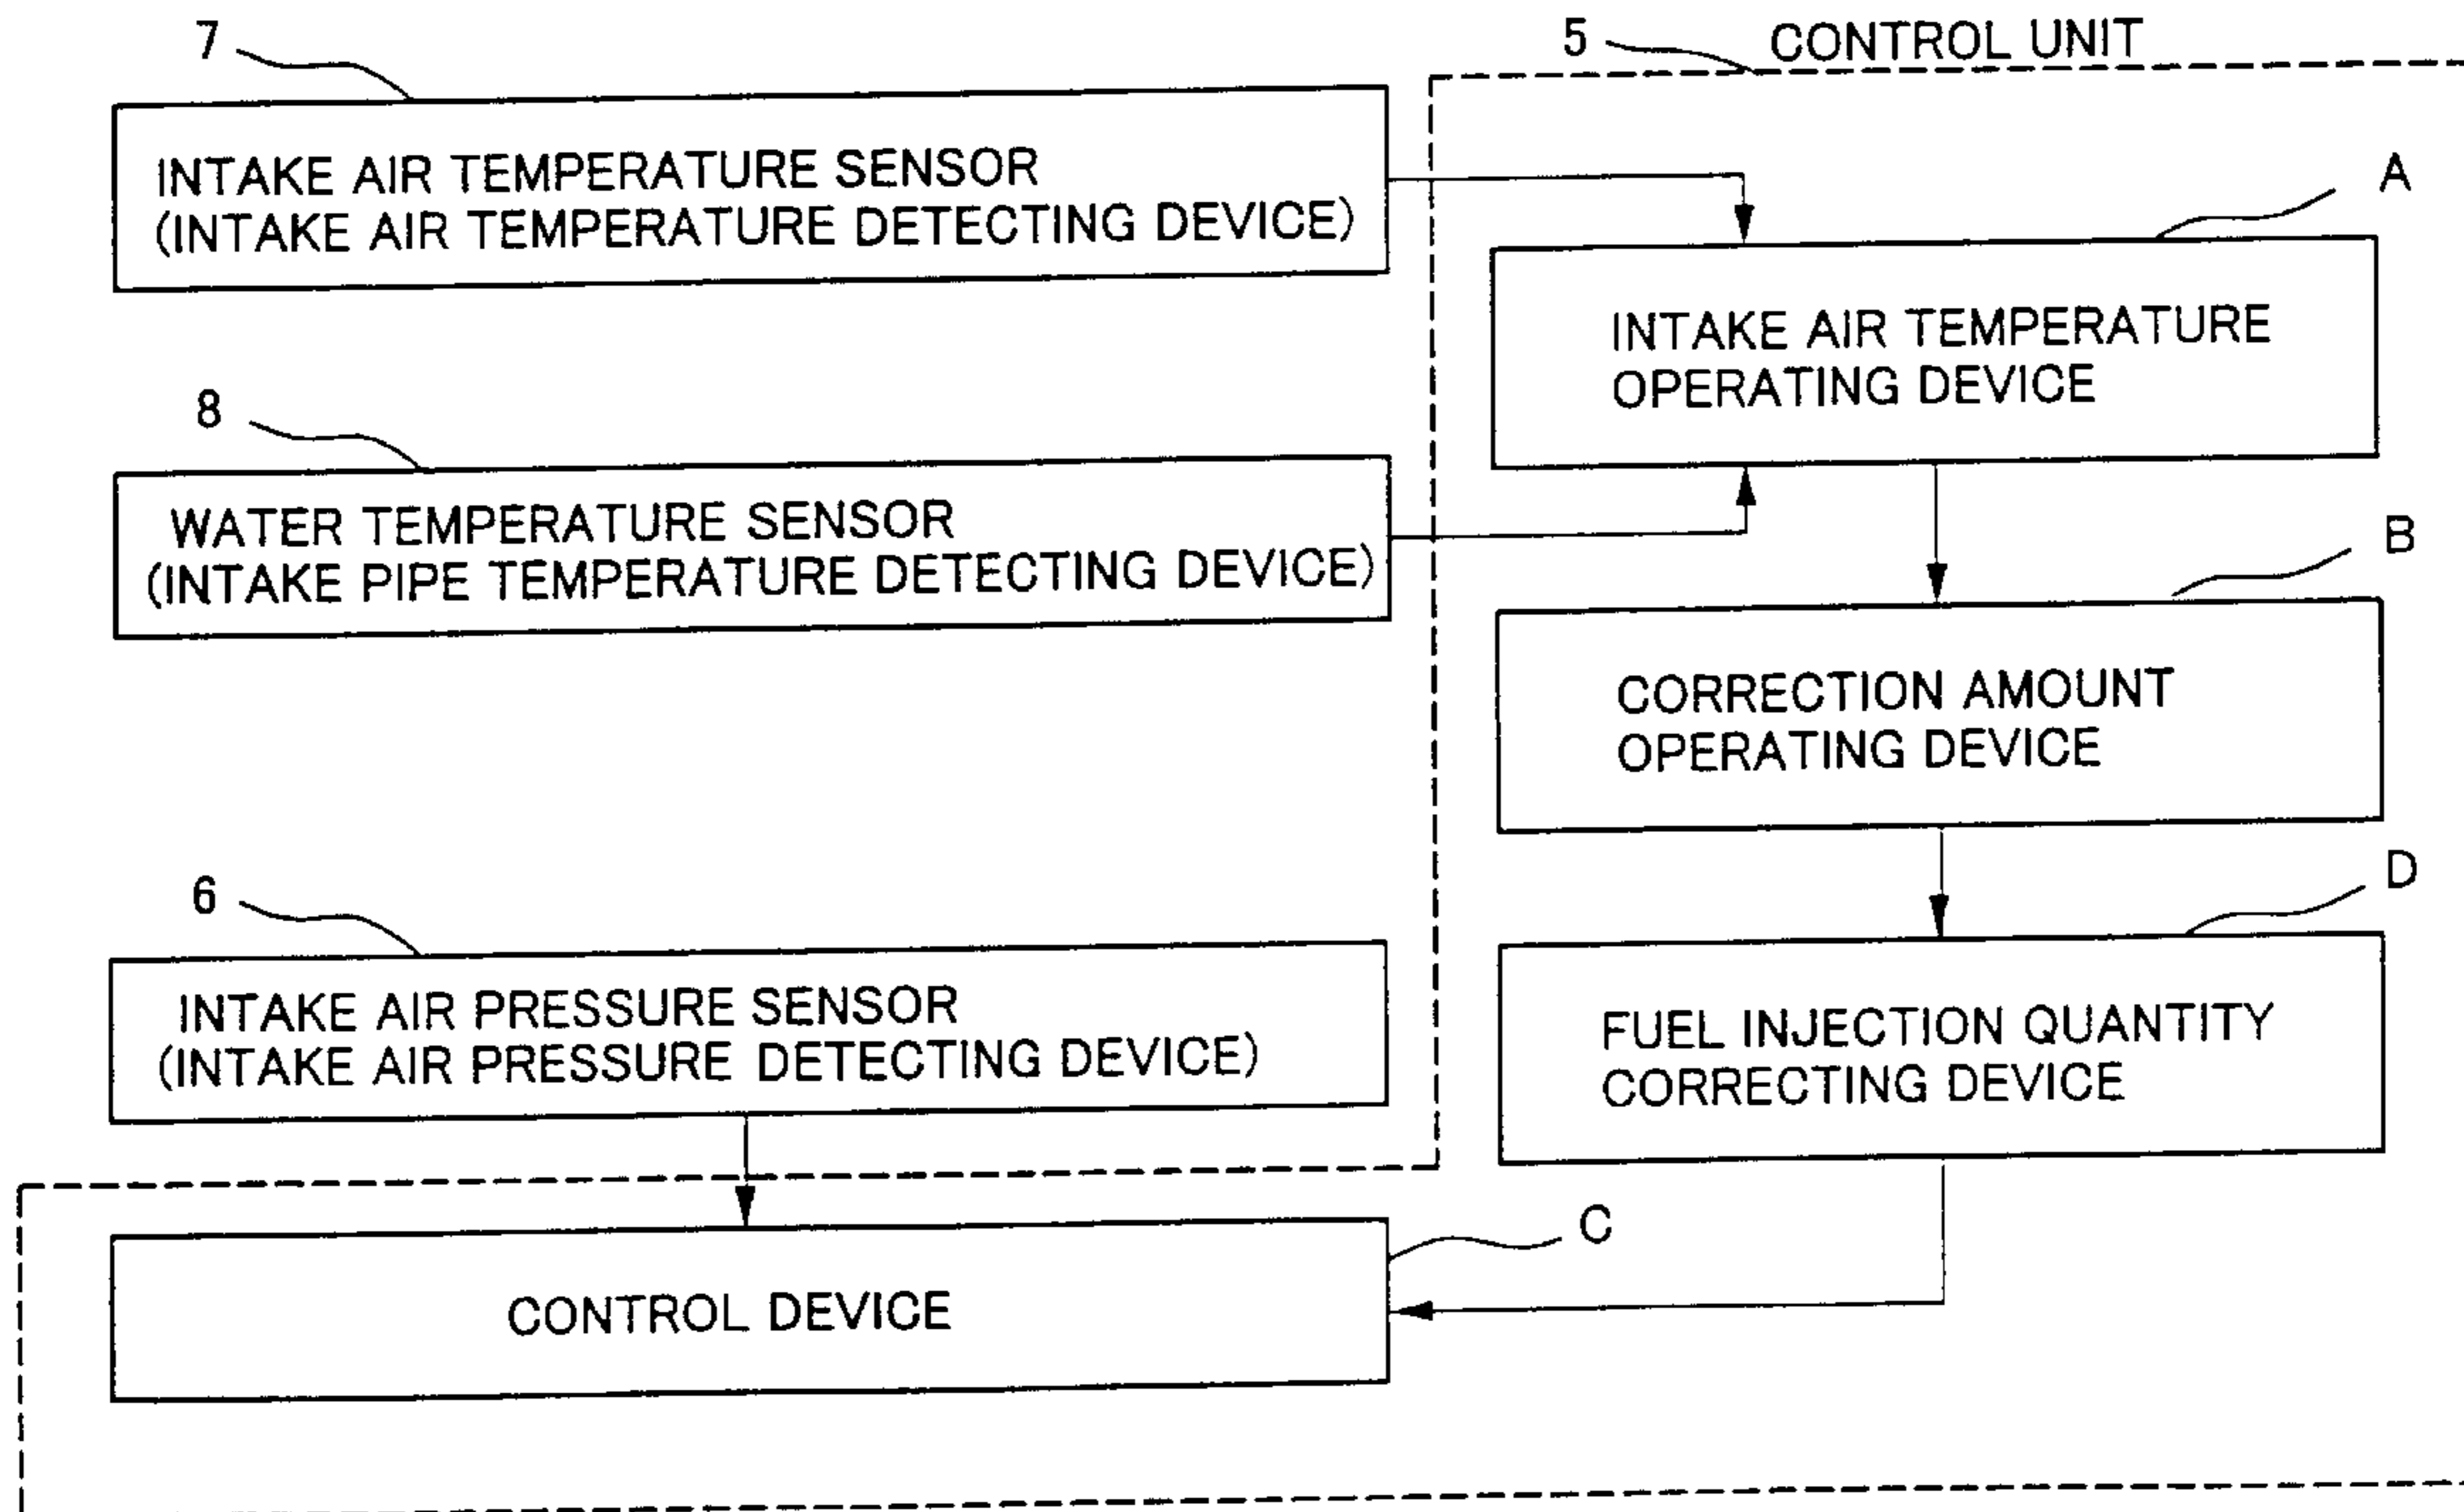 7
5 CONTROL UNIT
INTAKE AIR TEMPERATURE SENSOR
(INTAKE AIR TEMPERATURE DETECTING DEVICE)
A
INTAKE AIR TEMPERATURE
OPERATING DEVICE
8
WATER TEMPERATURE SENSOR
(INTAKE PIPE TEMPERATURE DETECTING DEVICE)
B
CORRECTION AMOUNT
OPERATING DEVICE
6
D
INTAKE AIR PRESSURE SENSOR
(INTAKE AIR PRESSURE DETECTING DEVICE)
FUEL INJECTION QUANTITY
CORRECTING DEVICE
C
CONTROL DEVICE